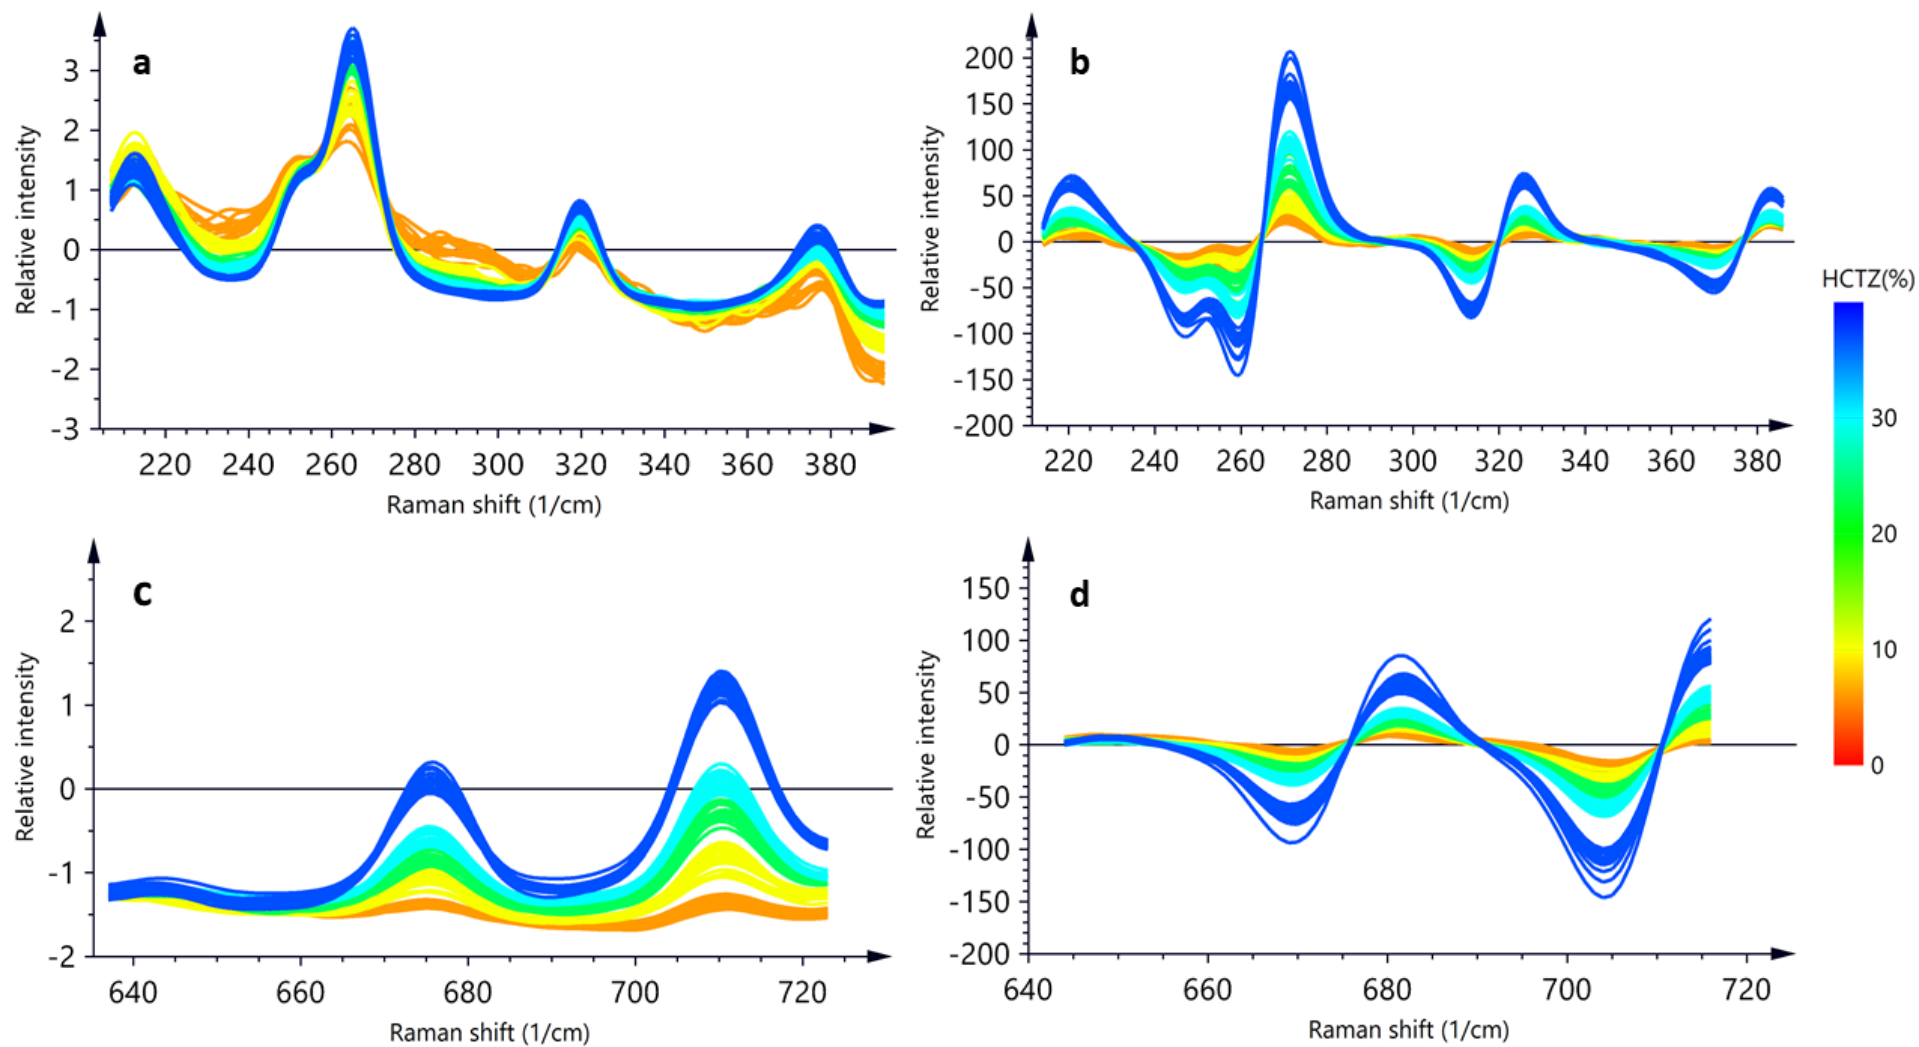 a
Relative intensity
3
2
1
0
-1
-2
-3
220 240 260 280 300 320 340 360 380
Raman shift (1/cm)
b
Relative intensity
200
150
100
50
0
-50
-100
-150
-200
220 240 260 280 300 320 340 360 380
Raman shift (1/cm)
HCTZ(%)
30
20
10
0
c
Relative intensity
2
1
0
-1
-2
640 660 680 700 720
Raman shift (1/cm)
d
Relative intensity
150
100
50
0
-50
-100
-150
-200
640 660 680 700 720
Raman shift (1/cm)